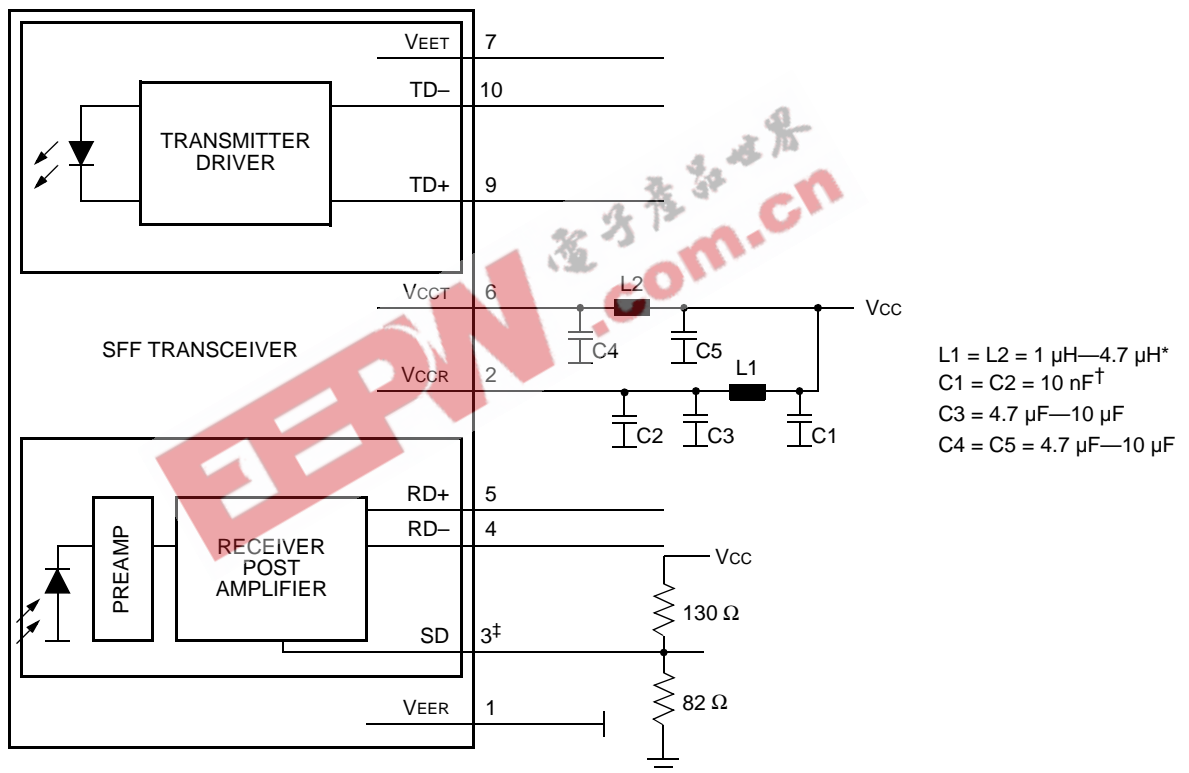 VEET 7
TD– 10
TRANSMITTER
DRIVER
TD+ 9
電子產品世界
EEPW.com.cn
VCCT 6
L2
VCC
C4
C5
SFF TRANSCEIVER
L1
VCCR 2
C2
C3
C1
L1 = L2 = 1 µH—4.7 µH*
C1 = C2 = 10 nF†
C3 = 4.7 µF—10 µF
C4 = C5 = 4.7 µF—10 µF
RD+ 5
RD– 4
PREAMP
RECEIVER
POST
AMPLIFIER
VCC
130 Ω
SD 3‡
82 Ω
VEER 1